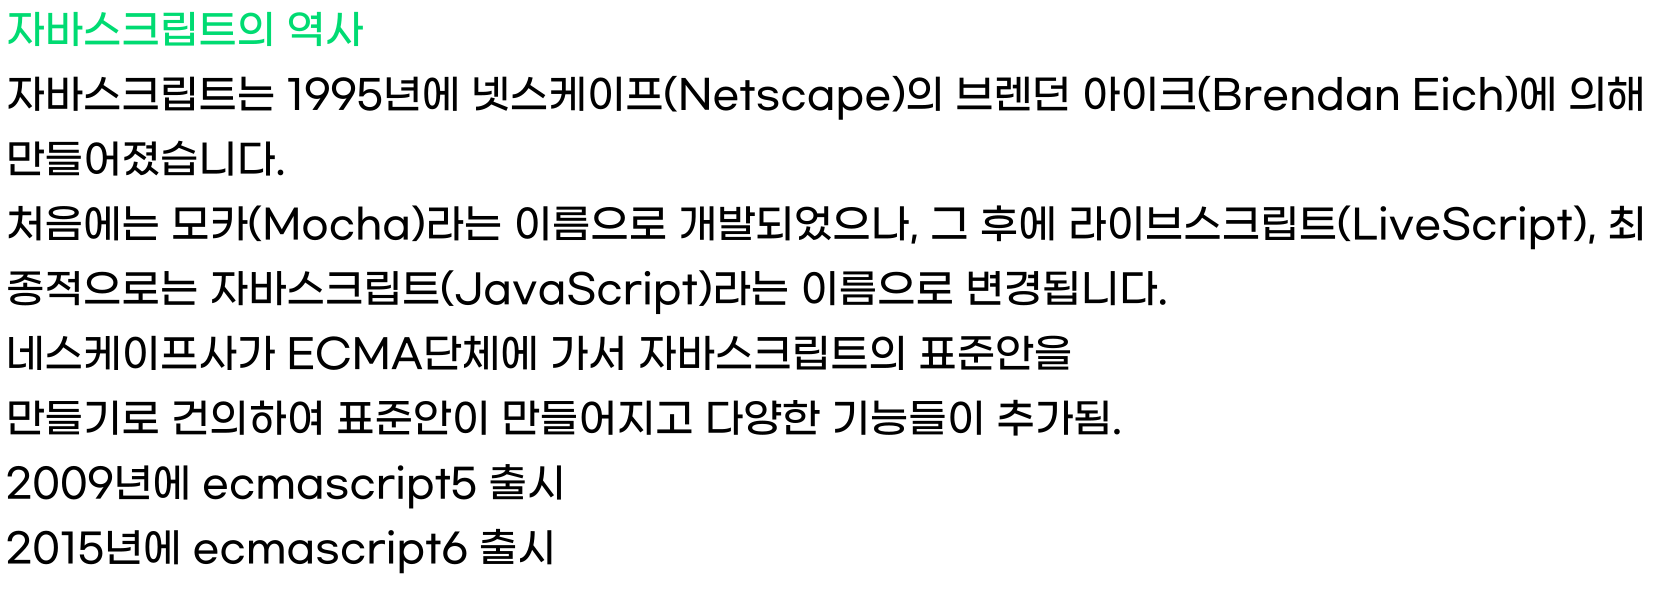 자바스크립트의 역사
자바스크립트는 1995년에 넷스케이프(Netscape)의 브렌던 아이크(Brendan Eich)에 의해
만들어졌습니다.
처음에는 모카(Mocha)라는 이름으로 개발되었으나, 그 후에 라이브스크립트(LiveScript), 최
종적으로는 자바스크립트(JavaScript)라는 이름으로 변경됩니다.
네스케이프사가 ECMA단체에 가서 자바스크립트의 표준안을
만들기로 건의하여 표준안이 만들어지고 다양한 기능들이 추가됨.
2009년에 ecmascript5 출시
2015년에 ecmascript6 출시